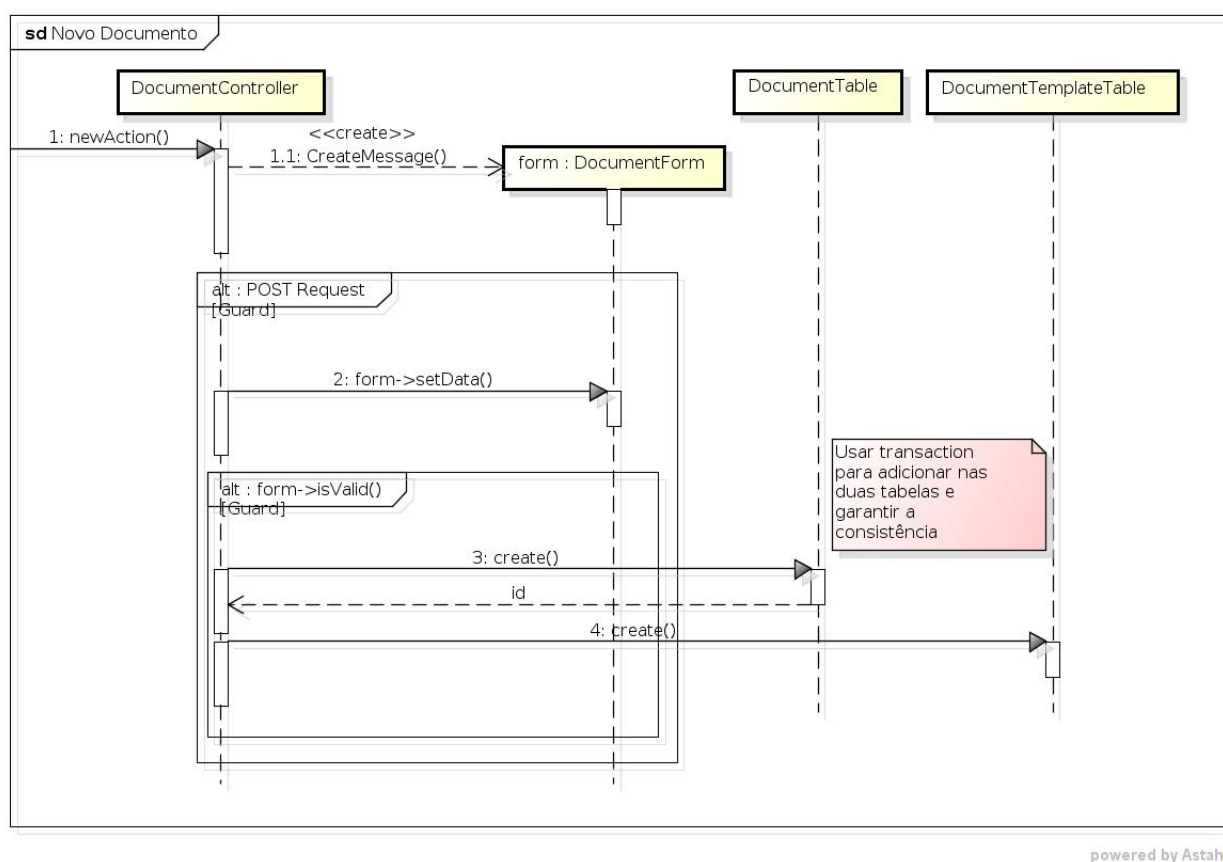 sd Novo Documento
DocumentController
DocumentTable
DocumentTemplateTable
1: newAction()
<<create>>
1.1: CreateMessage()
form : DocumentForm
alt : POST Request
[Guard]
2: form->setData()
Usar transaction
para adicionar nas
duas tabelas e
garantir a
consistência
alt : form->isValid()
[Guard]
3: create()
id
4: create()
powered by Astah